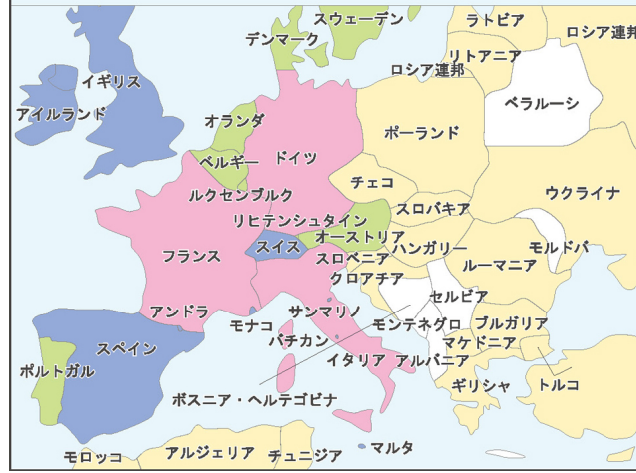 スウェーデン
ラトビア
デンマーク
ロシア連邦
リトアニア
ロシア連邦
イギリス
アイルランド
ベラルーシ
オランダ
ポーランド
ベルギー
ドイツ
チェコ
ルクセンブルク
ウクライナ
スロバキア
リヒテンシュタイン
オーストリア
スイス
ハンガリー
モルドバ
フランス
スロベニア
ルーマニア
クロアチア
セルビア
アンドラ
サンマリノ
モナコ
モンテネグロ
ブルガリア
バチカン
マケドニア
スペイン
イタリア
アルバニア
ポルトガル
ギリシャ
トルコ
ボスニア・ヘルテゴビナ
マルタ
アルジェリア
モロッコ
チュニジア